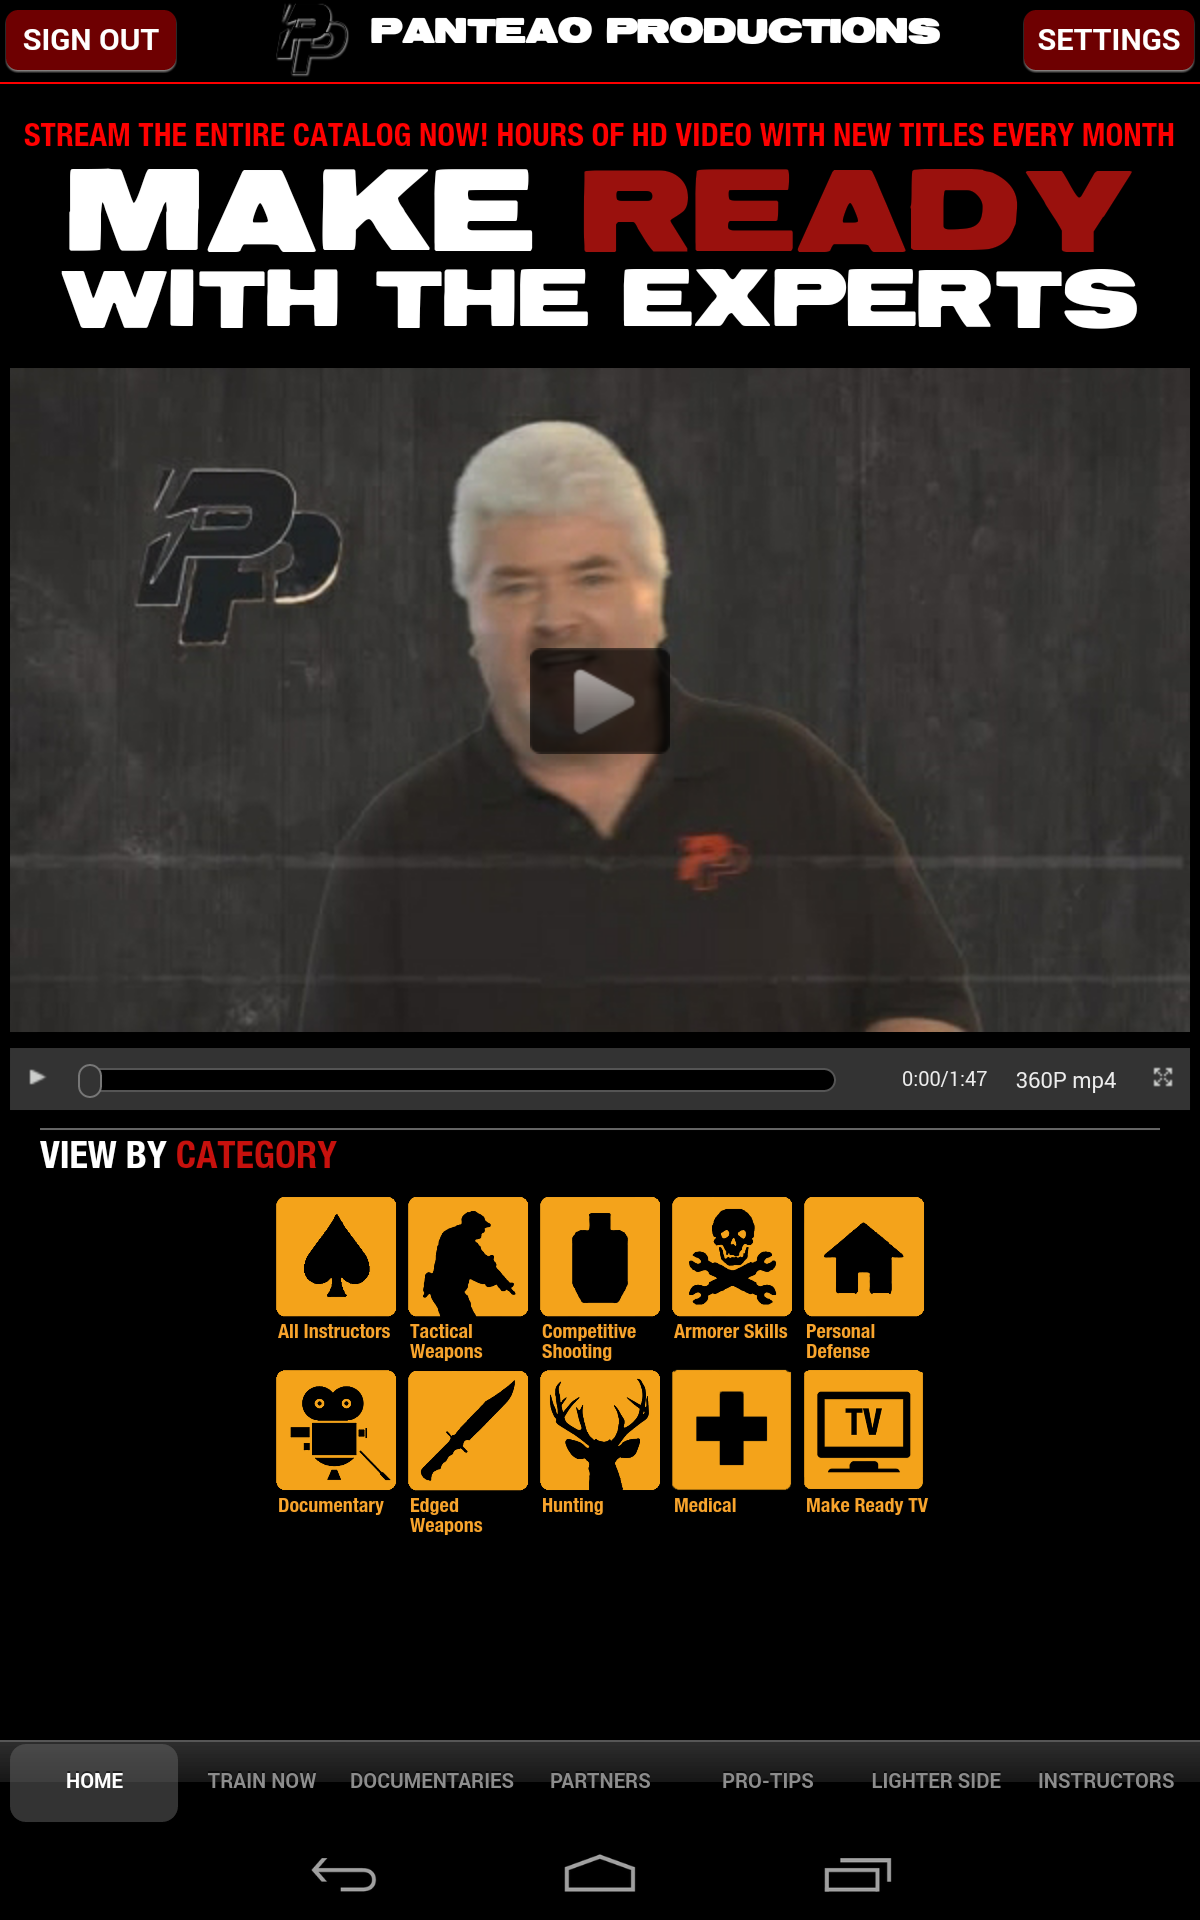 SIGN OUT
PANTEAO PRODUCTIONS
SETTINGS
STREAM THE ENTIRE CATALOG NOW! HOURS OF HD VIDEO WITH NEW TITLES EVERY MONTH
MAKE READY
WITH THE EXPERTS
0:00/1:47
360P mp4
VIEW BY CATEGORY
All Instructors
Tactical
Weapons
Competitive
Shooting
Armorer Skills
Personal
Defense
TV
Documentary
Edged
Weapons
Hunting
Medical
Make Ready TV
HOME
TRAIN NOW
DOCUMENTARIES
PARTNERS
PRO-TIPS
LIGHTER SIDE
INSTRUCTORS